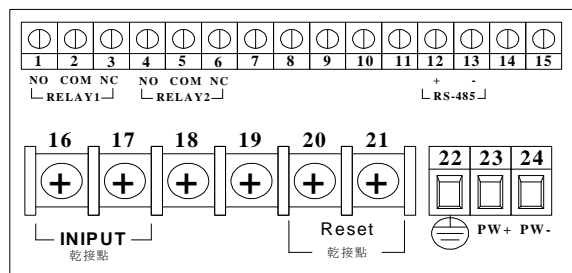 1 2 3 4 5 6 7 8 9 10 11 12 13 14 15
NO COM NC NO COM NC + -
RELAY1 RELAY2 RS-485
16 17 18 19 20 21 22 23 24
INIPUT Reset PW+ PW-
乾接點 乾接點